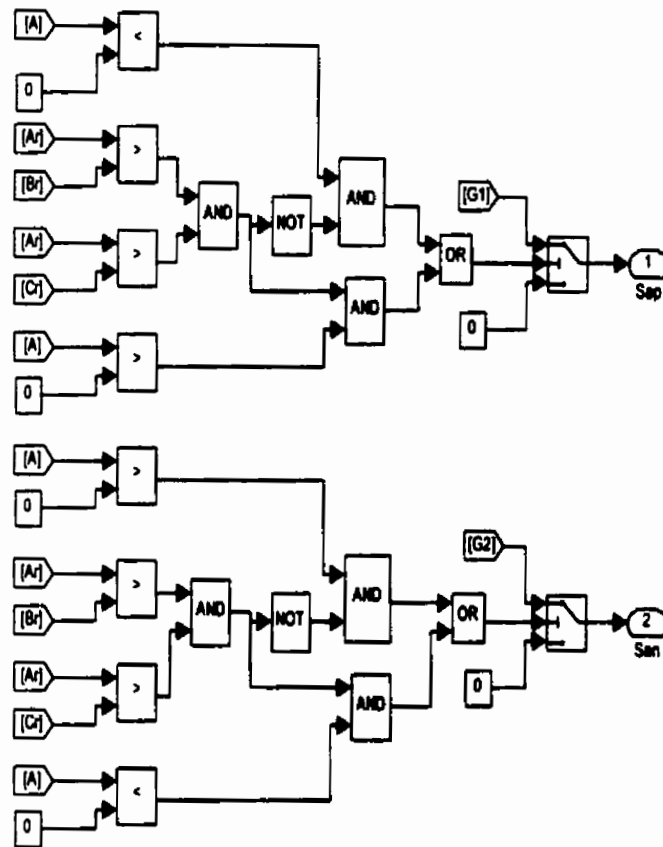 [A]
<
0
[Ar]
>
[Br]
AND
NOT
AND
[G1]
[Ar]
>
[Cr]
OR
1
Sap
AND
0
[A]
>
0
[A]
>
0
[G2]
[Ar]
>
[Br]
AND
NOT
AND
OR
2
San
[Ar]
>
[Cr]
AND
0
[A]
<
0